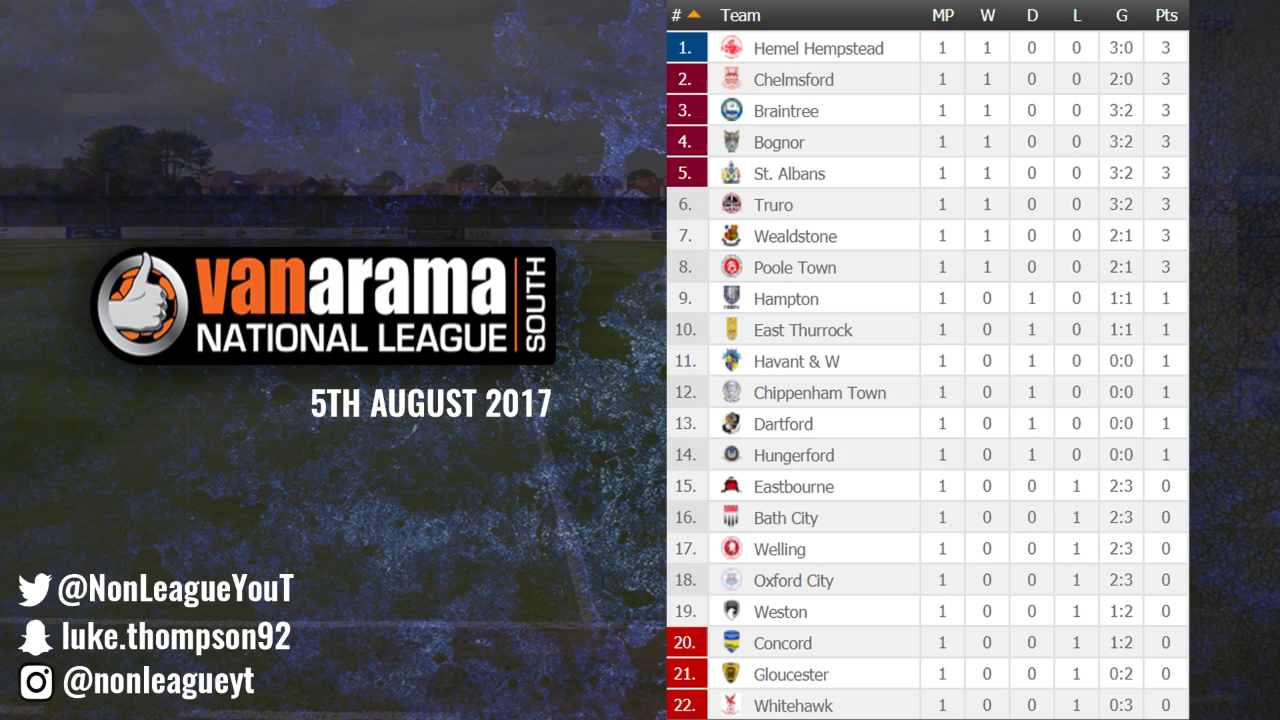 vanarama
NATIONAL LEAGUE
SOUTH
5TH AUGUST 2017
@NonLeagueYouT
luke.thompson92
@nonleagueyt
# Team MP W D L G Pts
1. Hemel Hempstead 1 1 0 0 3:0 3
2. Chelmsford 1 1 0 0 2:0 3
3. Braintree 1 1 0 0 3:2 3
4. Bognor 1 1 0 0 3:2 3
5. St. Albans 1 1 0 0 3:2 3
6. Truro 1 1 0 0 3:2 3
7. Wealdstone 1 1 0 0 2:1 3
8. Poole Town 1 1 0 0 2:1 3
9. Hampton 1 0 1 0 1:1 1
10. East Thurrock 1 0 1 0 1:1 1
11. Havant & W 1 0 1 0 0:0 1
12. Chippenham Town 1 0 1 0 0:0 1
13. Dartford 1 0 1 0 0:0 1
14. Hungerford 1 0 1 0 0:0 1
15. Eastbourne 1 0 0 1 2:3 0
16. Bath City 1 0 0 1 2:3 0
17. Welling 1 0 0 1 2:3 0
18. Oxford City 1 0 0 1 2:3 0
19. Weston 1 0 0 1 1:2 0
20. Concord 1 0 0 1 1:2 0
21. Gloucester 1 0 0 1 0:2 0
22. Whitehawk 1 0 0 1 0:3 0